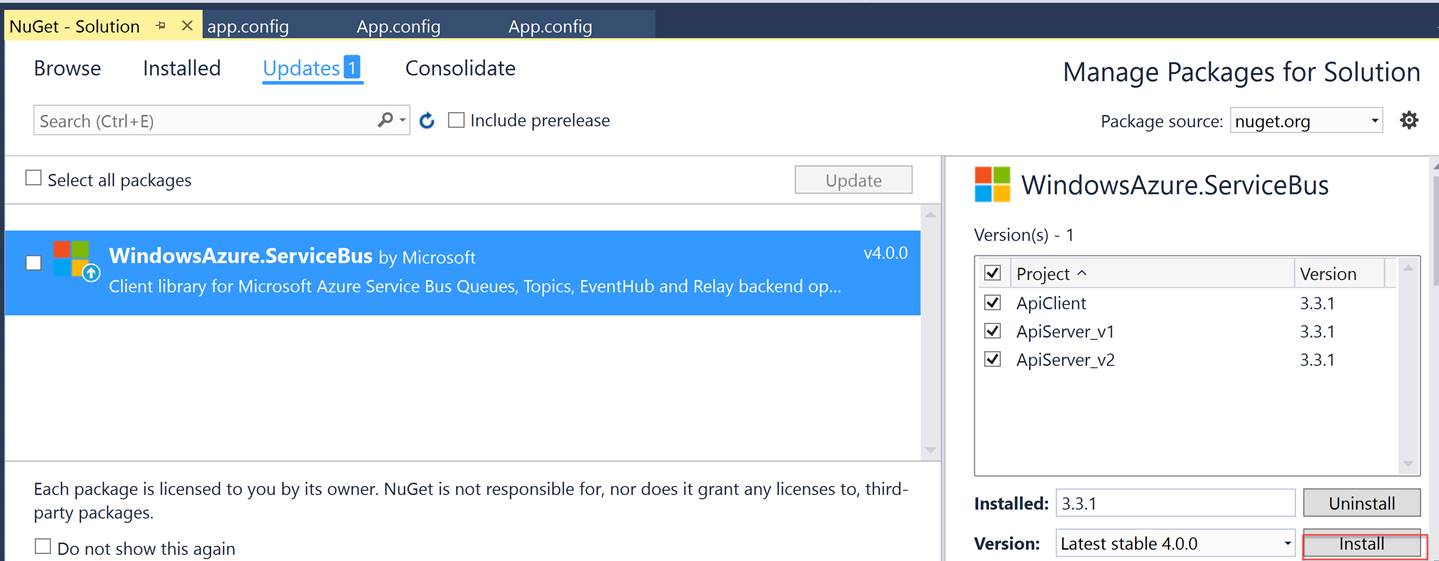 NuGet - Solution app.config App.config App.config
Browse Installed Updates 1 Consolidate
Manage Packages for Solution
Search (Ctrl+E) Include prerelease
Package source: nuget.org
Select all packages Update
WindowsAzure.ServiceBus by Microsoft v4.0.0
Client library for Microsoft Azure Service Bus Queues, Topics, EventHub and Relay backend op...
Each package is licensed to you by its owner. NuGet is not responsible for, nor does it grant any licenses to, third-
party packages.
Do not show this again
WindowsAzure.ServiceBus
Version(s) - 1
Project Version
ApiClient 3.3.1
ApiServer_v1 3.3.1
ApiServer_v2 3.3.1
Installed: 3.3.1 Uninstall
Version: Latest stable 4.0.0 Install